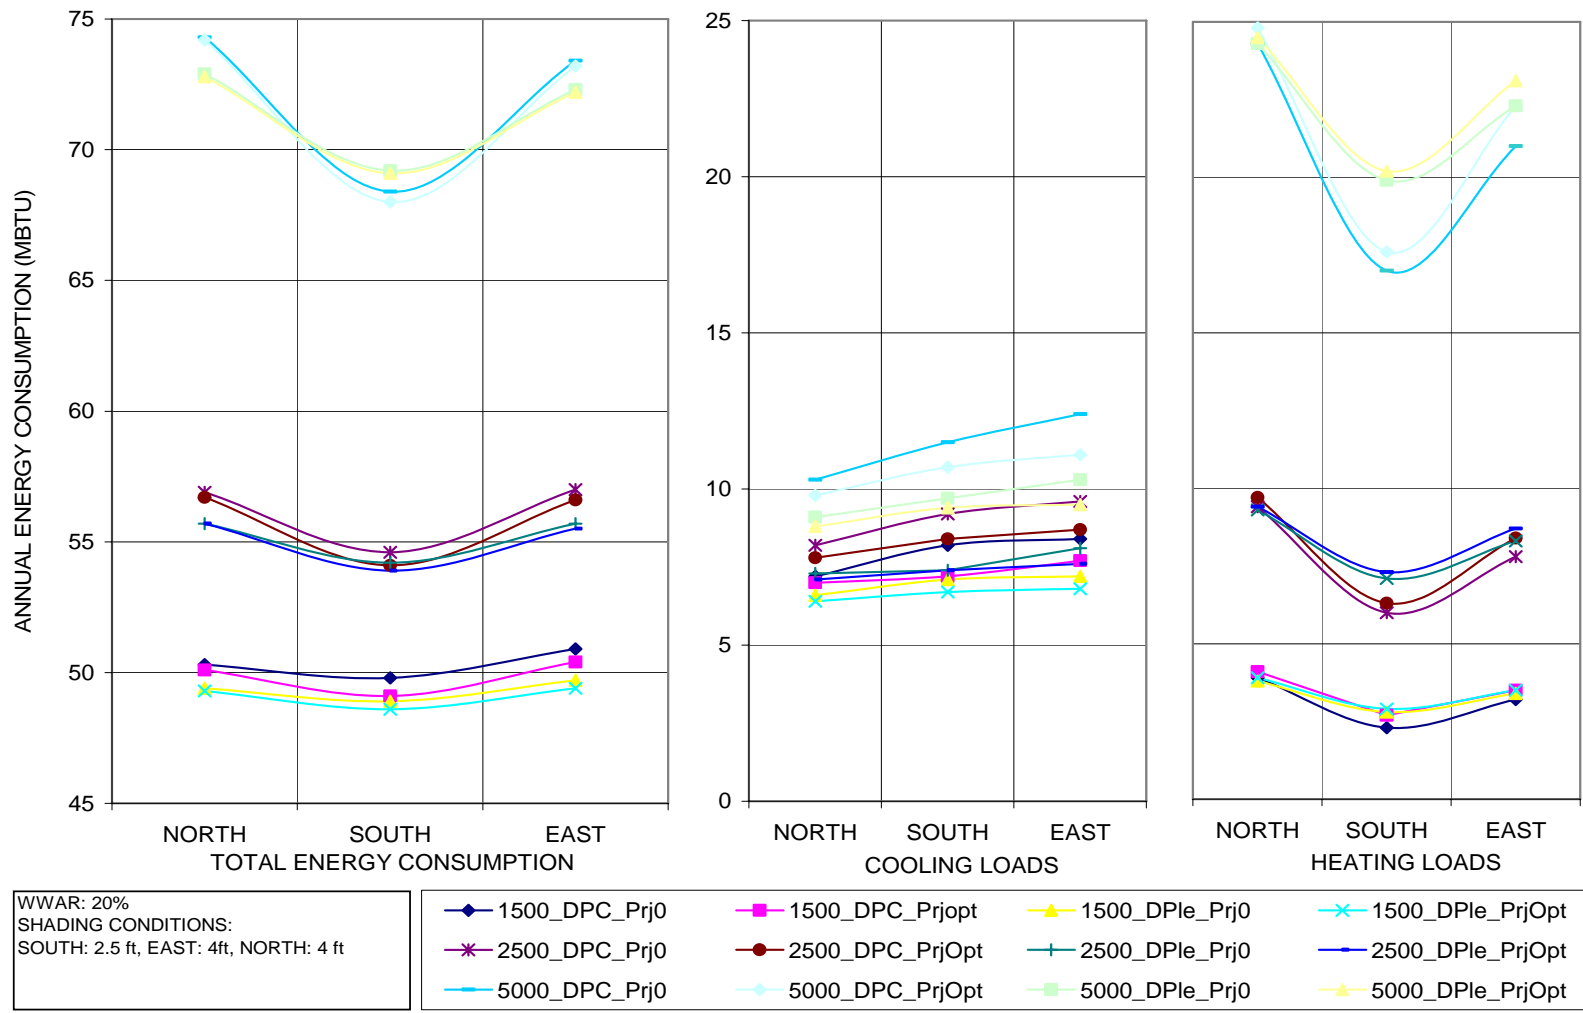 ANNUAL ENERGY CONSUMPTION (MBTU)
75
70
65
60
55
50
45
NORTH SOUTH EAST
TOTAL ENERGY CONSUMPTION
25
20
15
10
5
0
NORTH SOUTH EAST
COOLING LOADS
NORTH SOUTH EAST
HEATING LOADS
WWAR: 20%
SHADING CONDITIONS:
SOUTH: 2.5 ft, EAST: 4ft, NORTH: 4 ft
1500_DPC_Prj0 1500_DPC_Prjopt 1500_DPle_Prj0 1500_DPle_PrjOpt
2500_DPC_Prj0 2500_DPC_PrjOpt 2500_DPle_Prj0 2500_DPle_PrjOpt
5000_DPC_Prj0 5000_DPC_PrjOpt 5000_DPle_Prj0 5000_DPle_PrjOpt